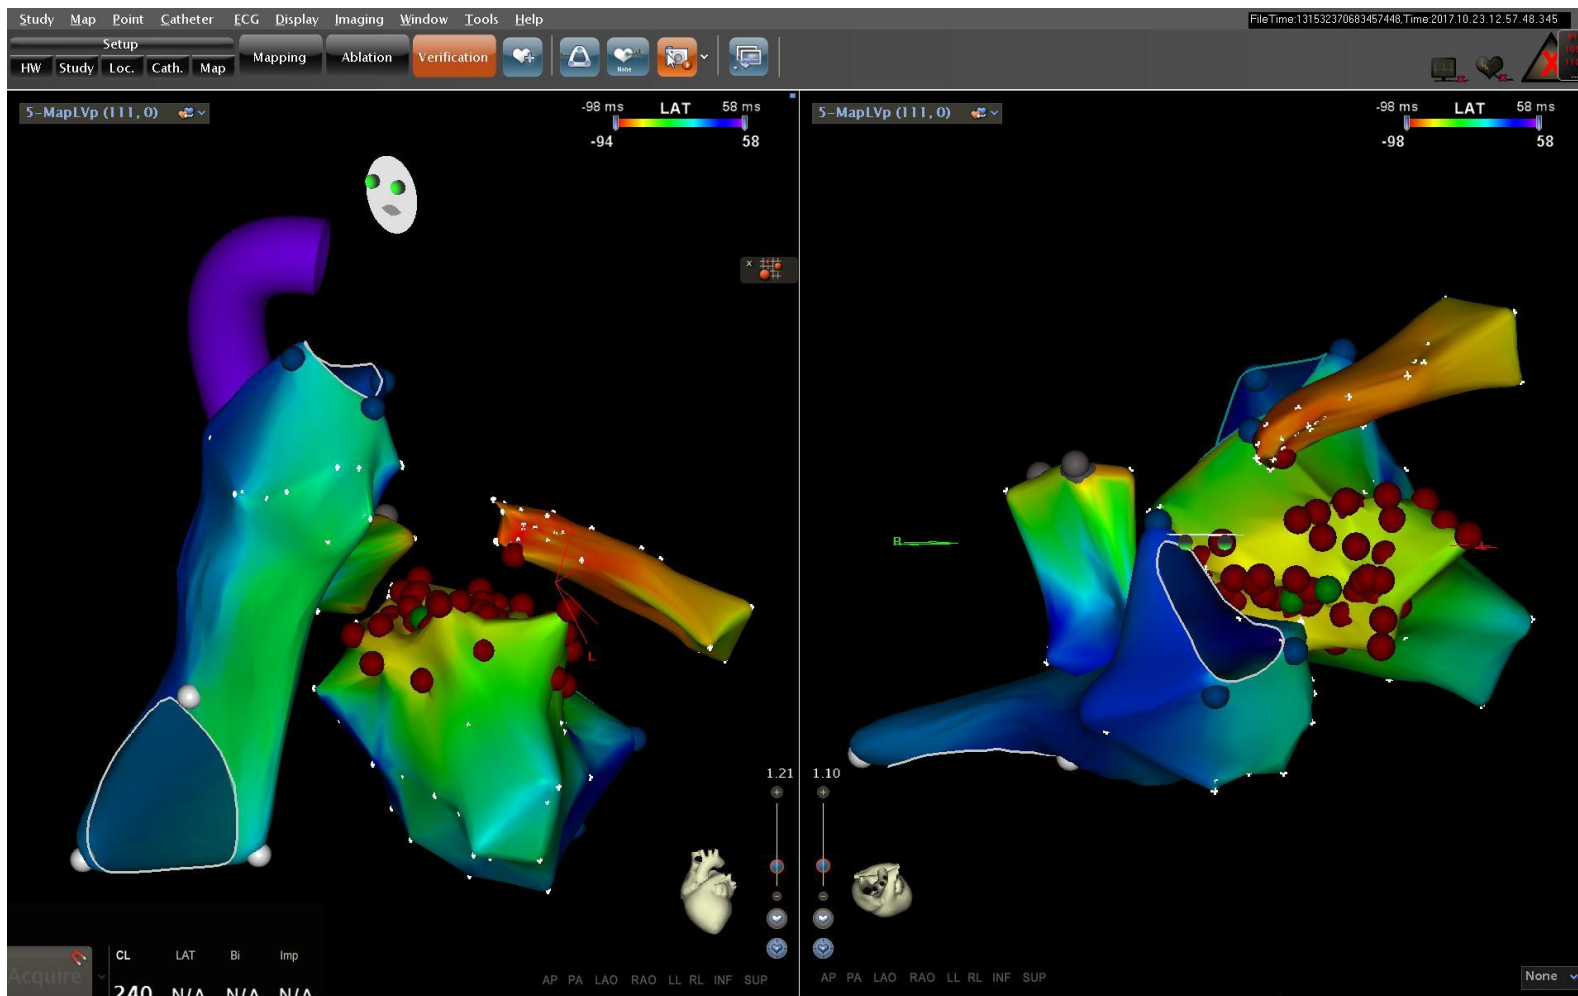 Study Map Point Catheter ECG Display Imaging Window Tools Help
FileTime:131532370683457448,Time:2017.10.23.12.57.48.345
Setup
HW Study Loc. Cath. Map
Mapping Ablation Verification
None
5-MapLVp (111, 0)
-98 ms LAT 58 ms
-94 58
5-MapLVp (111, 0)
-98 ms LAT 58 ms
-98 58
R
L
1.21
1.10
Acquire
CL LAT Bi Imp
240 N/A N/A N/A
AP PA LAO RAO LL RL INF SUP
AP PA LAO RAO LL RL INF SUP
None